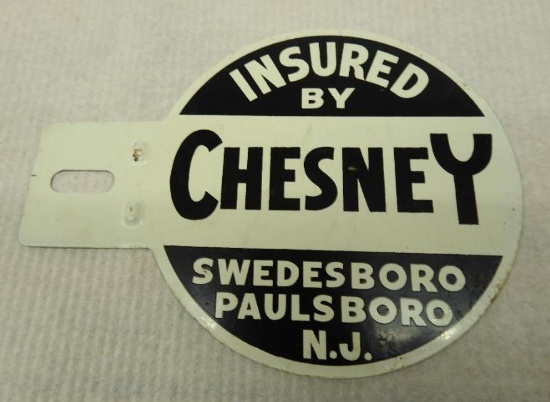 INSURED
BY
CHESNEY
SWEDESBORO
PAULSBORO
N.J.